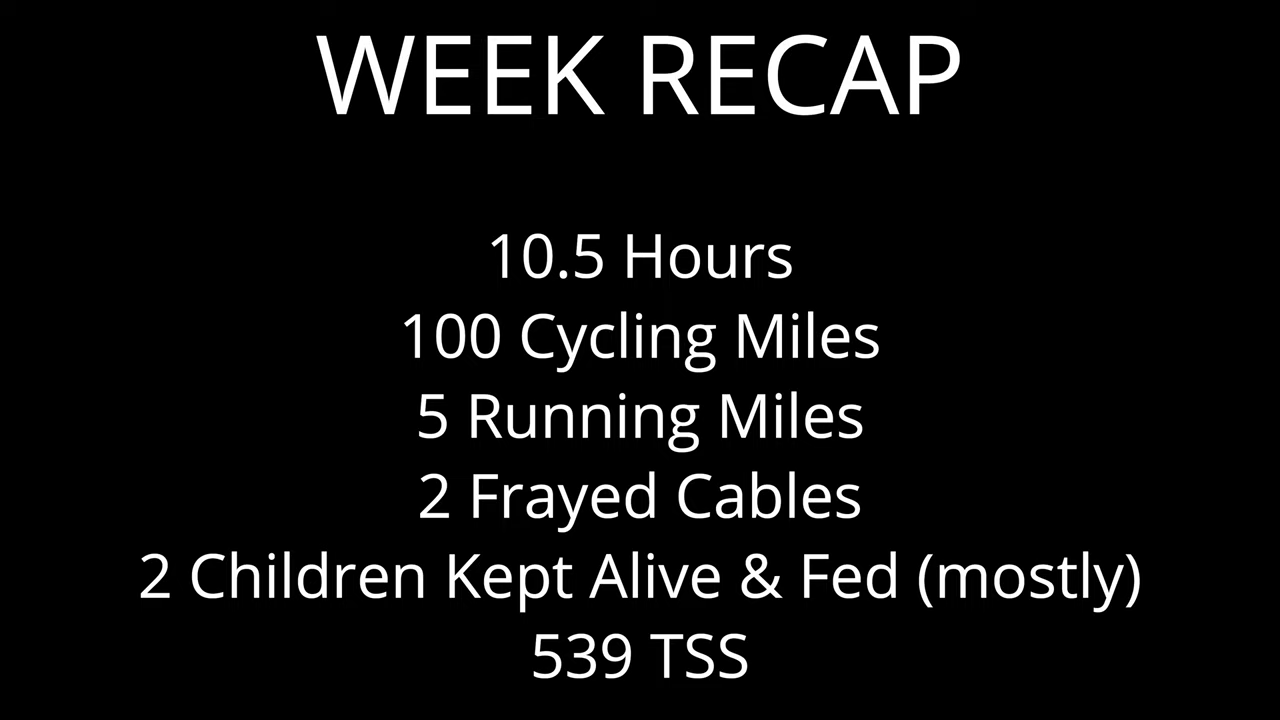 WEEK RECAP
10.5 Hours
100 Cycling Miles
5 Running Miles
2 Frayed Cables
2 Children Kept Alive & Fed (mostly)
539 TSS